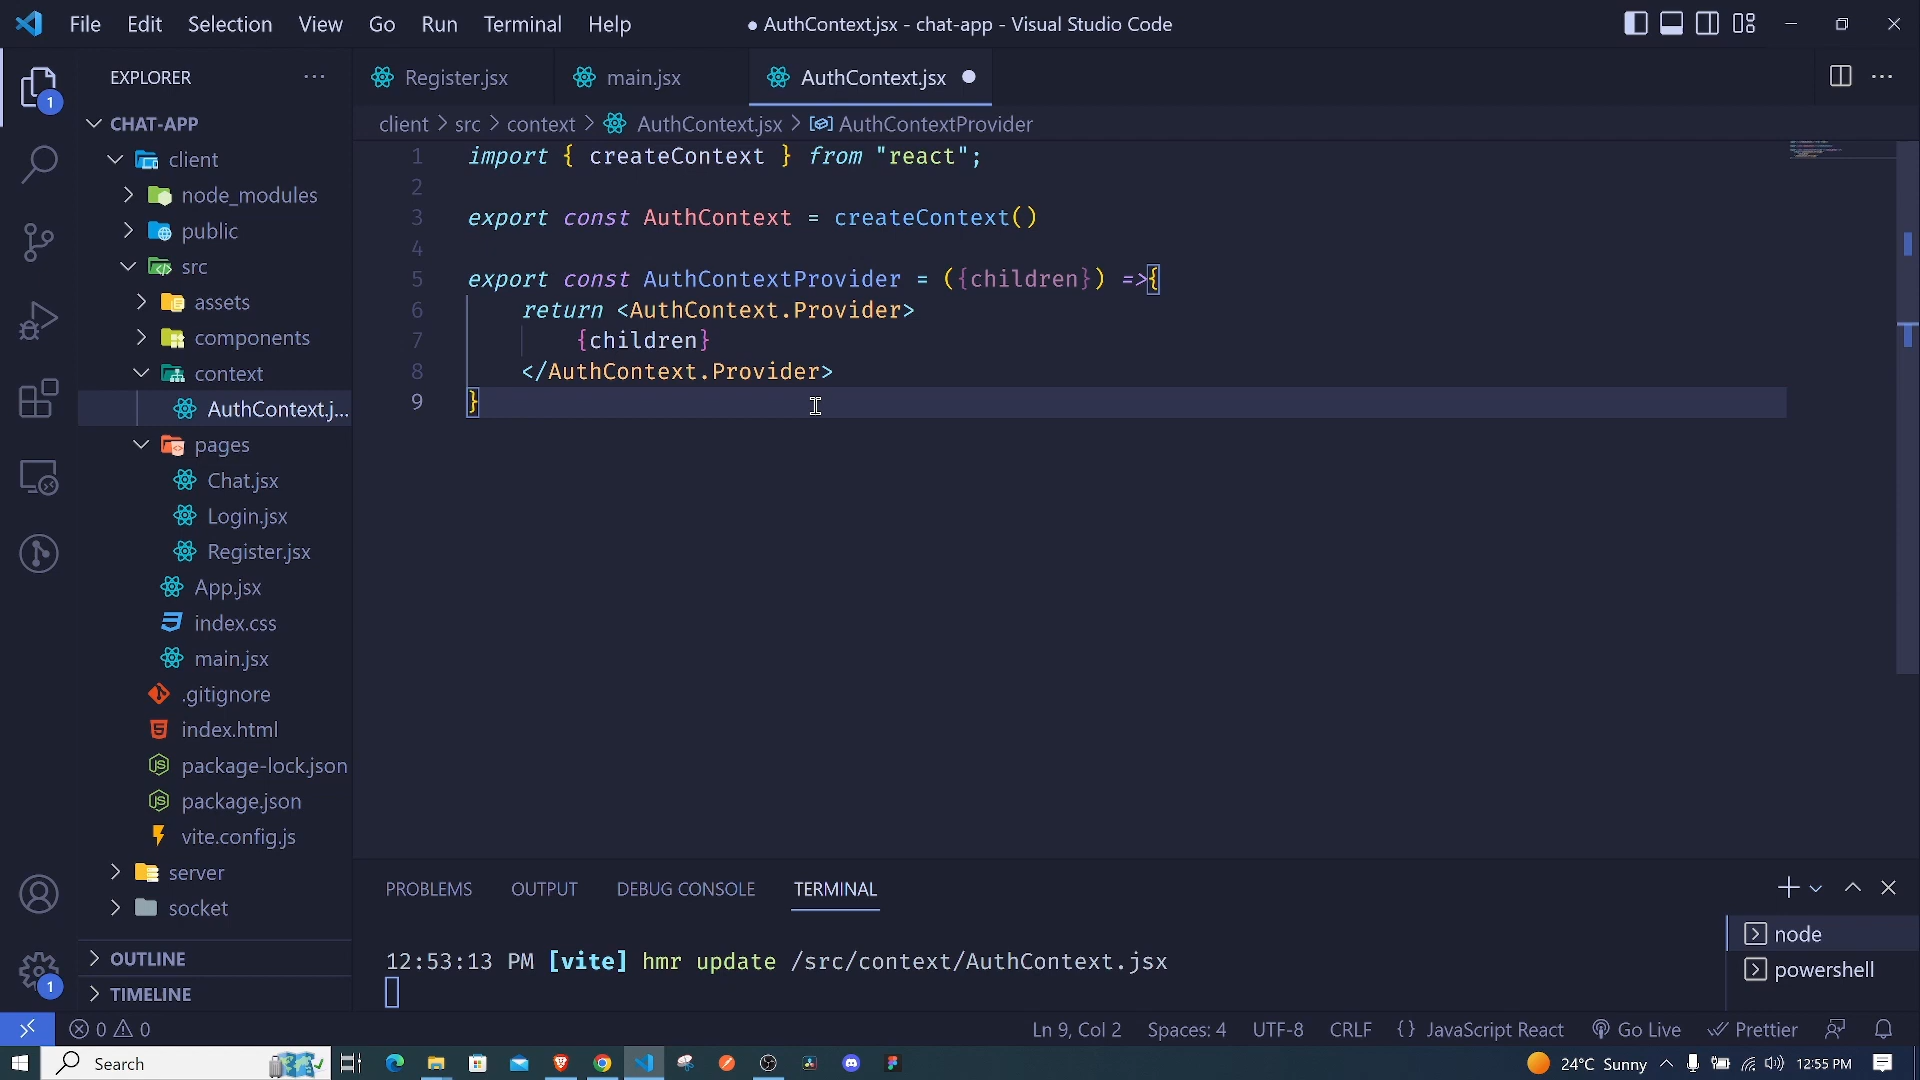 File Edit Selection View Go Run Terminal Help
● AuthContext.jsx - chat-app - Visual Studio Code
EXPLORER
Register.jsx
main.jsx
AuthContext.jsx
client > src > context > AuthContext.jsx > AuthContextProvider
1
CHAT-APP
client
node_modules
public
src
assets
components
context
AuthContext.j...
pages
Chat.jsx
Login.jsx
Register.jsx
App.jsx
index.css
main.jsx
.gitignore
index.html
package-lock.json
package.json
vite.config.js
server
socket
OUTLINE
TIMELINE
1
1 import { createContext } from "react";
2
3 export const AuthContext = createContext()
4
5 export const AuthContextProvider = ({children}) =>{
6 return <AuthContext.Provider>
7 {children}
8 </AuthContext.Provider>
9 }
PROBLEMS OUTPUT DEBUG CONSOLE TERMINAL
12:53:13 PM [vite] hmr update /src/context/AuthContext.jsx
node
powershell
0 0
Ln 9, Col 2 Spaces: 4 UTF-8 CRLF {} JavaScript React Go Live Prettier
Search
24°C Sunny
12:55 PM